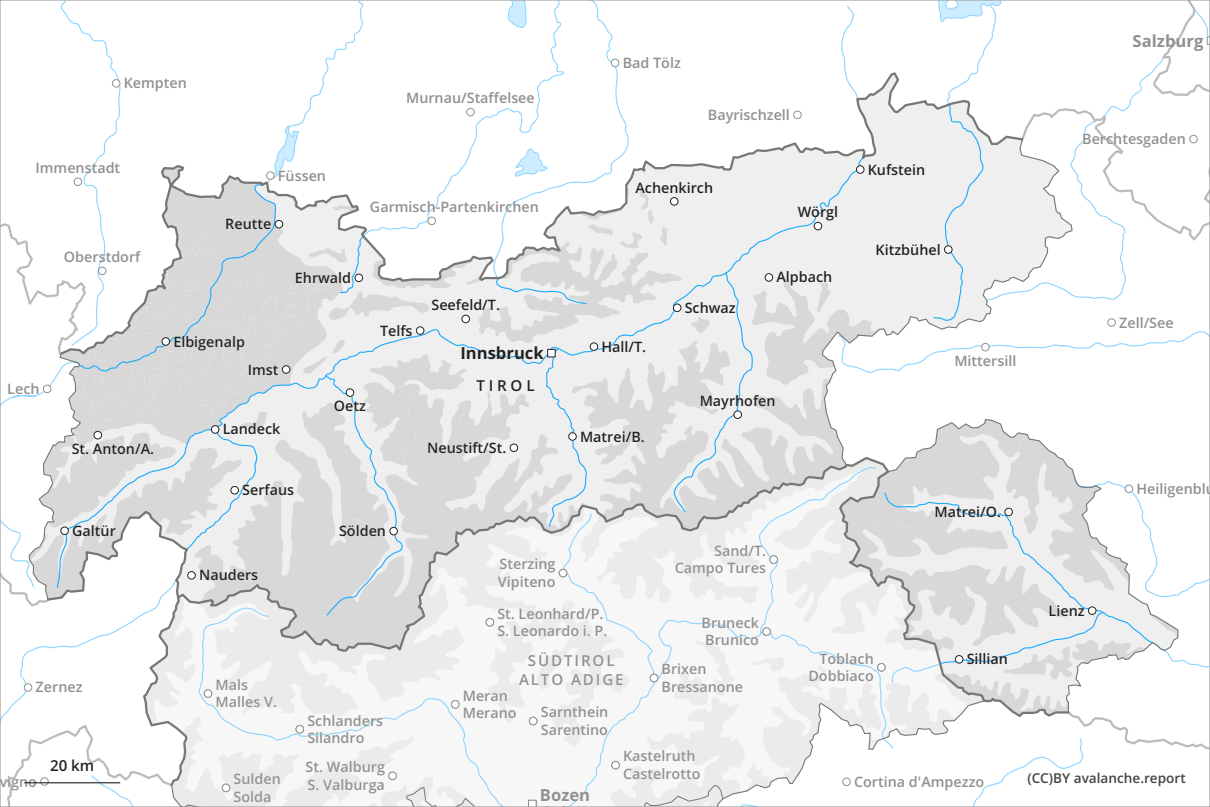 Salzburg
Bad Tölz
Kempten
Murnau/Staffelsee
Bayrischzell
Berchtesgaden
Immenstadt
Füssen
Kufstein
Achenkirch
Garmisch-Partenkirchen
Wörgl
Reutte
Kitzbühel
Oberstdorf
Ehrwald
Alpbach
Seefeld/T.
Schwaz
Zell/See
Telfs
Elbigenalp
Innsbruck
Hall/T.
Mittersill
Imst
TIROL
Lech
Oetz
Mayrhofen
Landeck
Matrei/B.
St. Anton/A.
Neustift/St.
Serfaus
Heiligenblu
Matrei/O.
Galtür
Sölden
Sand/T.
Campo Tures
Sterzing
Vipiteno
Nauders
Lienz
St. Leonhard/P.
S. Leonardo i. P.
Bruneck
Brunico
SÜDTIROL
ALTO ADIGE
Sillian
Toblach
Dobbiaco
Brixen
Bressanone
Zernez
Mals
Malles V.
Meran
Merano
Sarnthein
Sarentino
Schlanders
Silandro
Kastelruth
Castelrotto
St. Walburg
S. Valburga
20 km
vigno
Sulden
Solda
Cortina d'Ampezzo
(CC)BY avalanche.report
Bozen